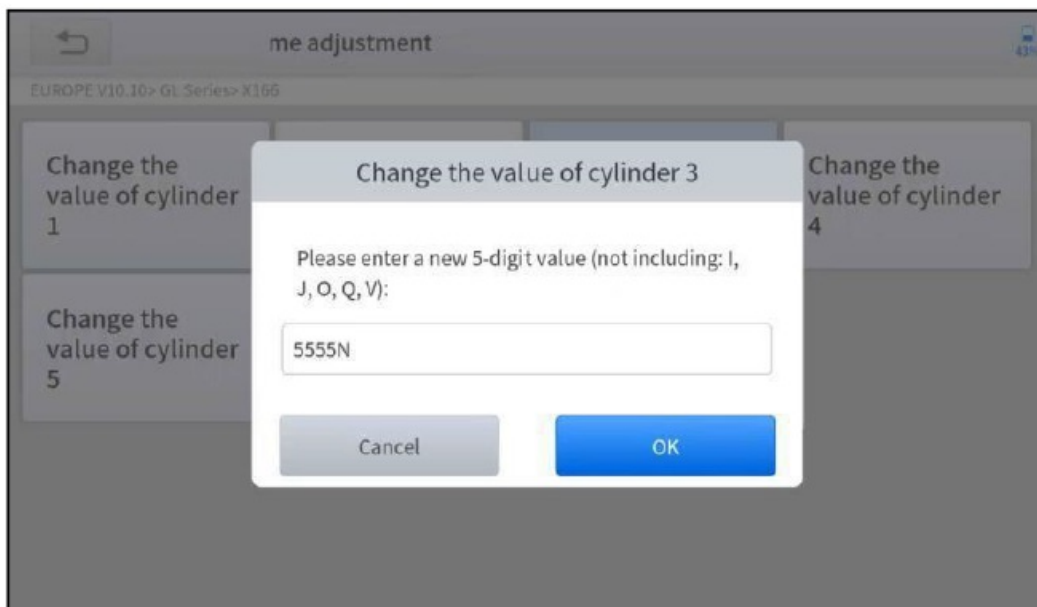 me adjustment
43%
EUROPE V10.10> GL Series> X166
Change the
value of cylinder
1
Change the
value of cylinder
4
Change the
value of cylinder
5
Change the value of cylinder 3
Please enter a new 5-digit value (not including: I,
J, O, Q, V):
5555N
Cancel
OK